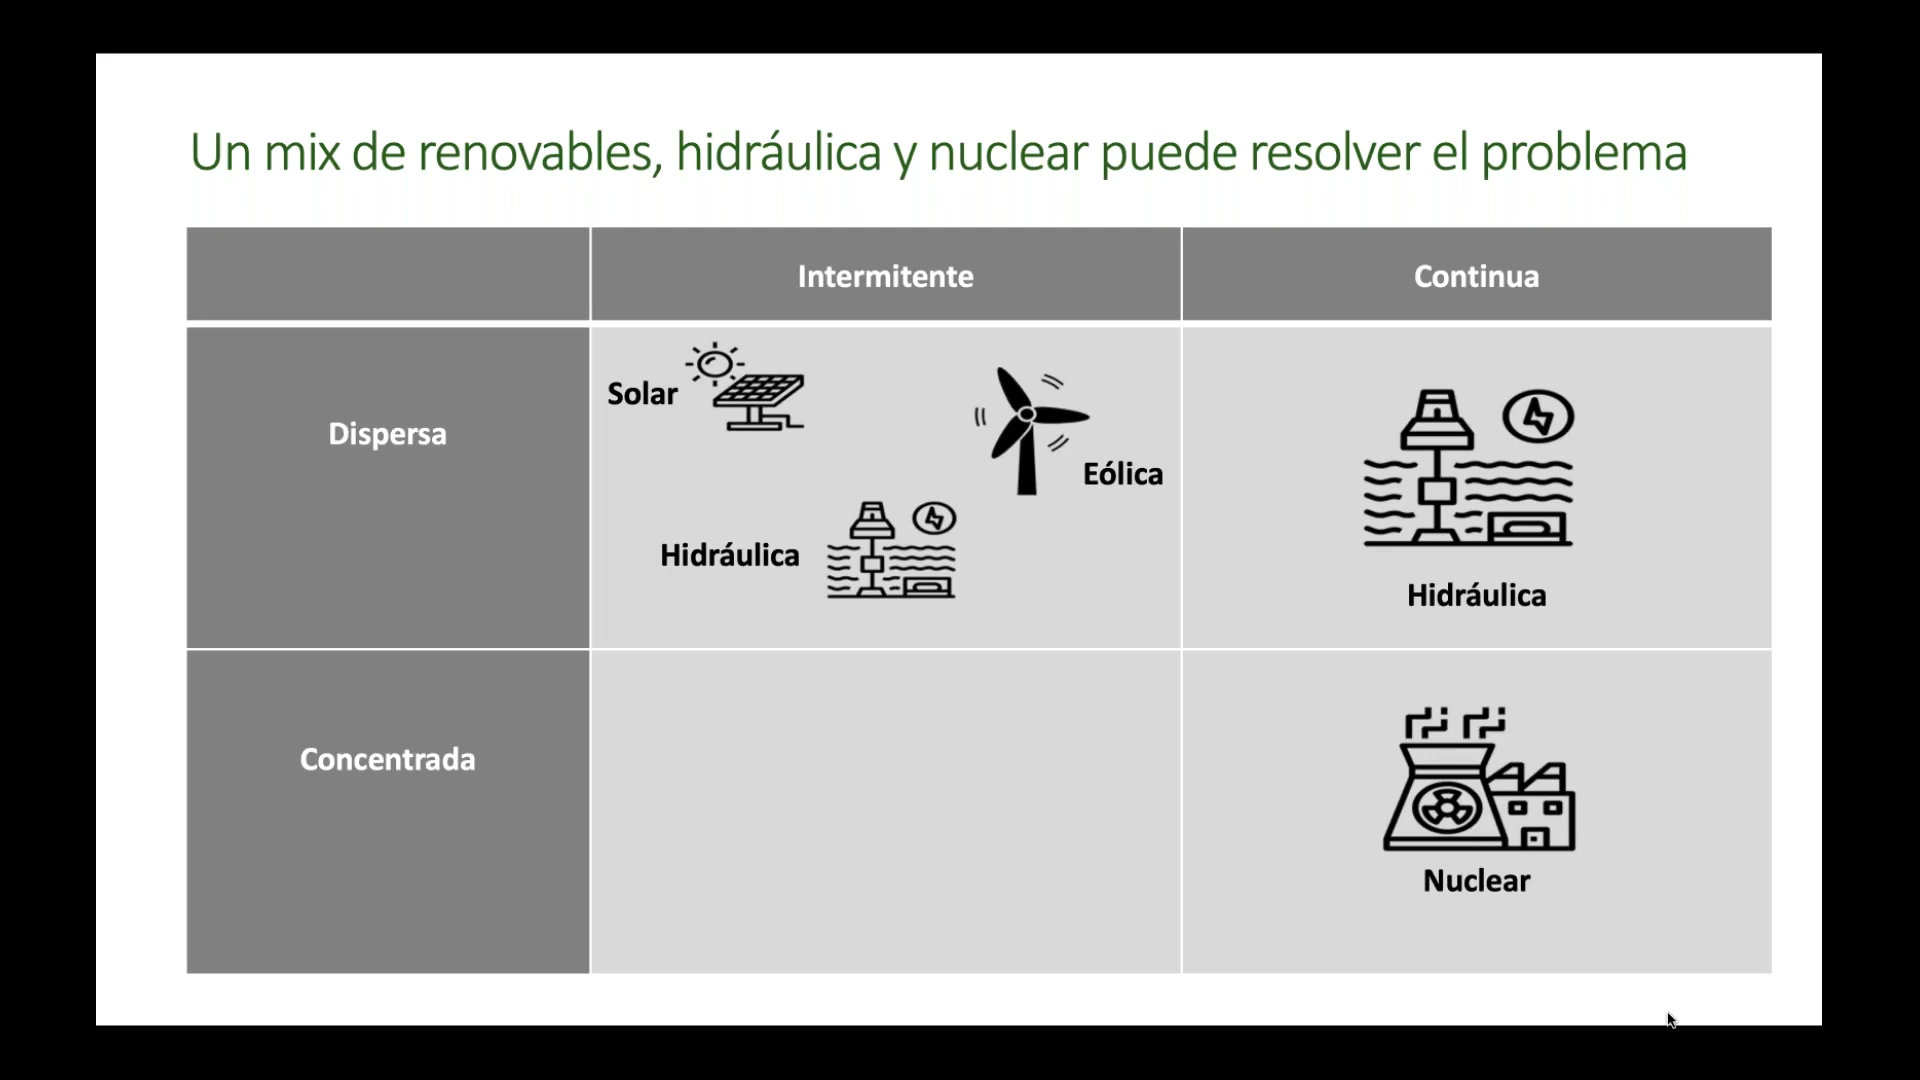 Un mix de renovables, hidráulica y nuclear puede resolver el problema
Intermitente
Continua
Dispersa
Solar
Eólica
Hidráulica
Hidráulica
Concentrada
Nuclear